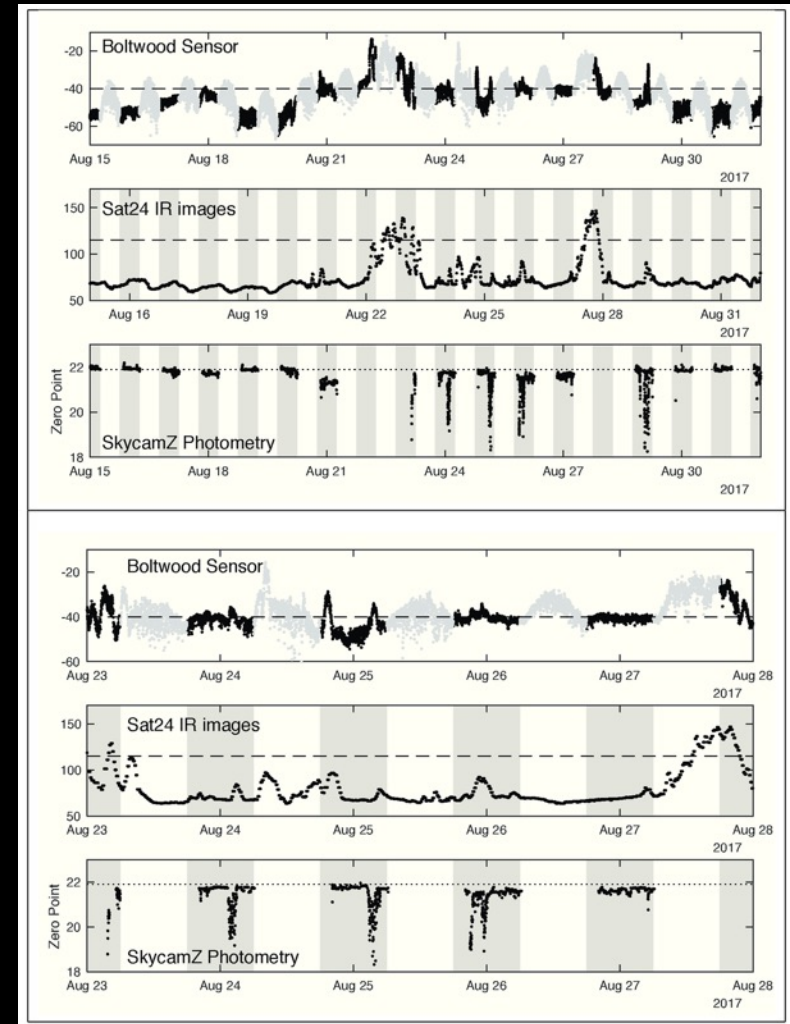 Boltwood Sensor
-20
-40
-60
Aug 15 Aug 18 Aug 21 Aug 24 Aug 27 Aug 30
2017
Sat24 IR images
150
100
50
Aug 16 Aug 19 Aug 22 Aug 25 Aug 28 Aug 31
2017
22
20
18
Zero Point
SkycamZ Photometry
Aug 15 Aug 18 Aug 21 Aug 24 Aug 27 Aug 30
2017
Boltwood Sensor
-20
-40
-60
Aug 23 Aug 24 Aug 25 Aug 26 Aug 27 Aug 28
2017
Sat24 IR images
150
100
50
Aug 23 Aug 24 Aug 25 Aug 26 Aug 27 Aug 28
2017
22
20
18
Zero Point
SkycamZ Photometry
Aug 23 Aug 24 Aug 25 Aug 26 Aug 27 Aug 28
2017